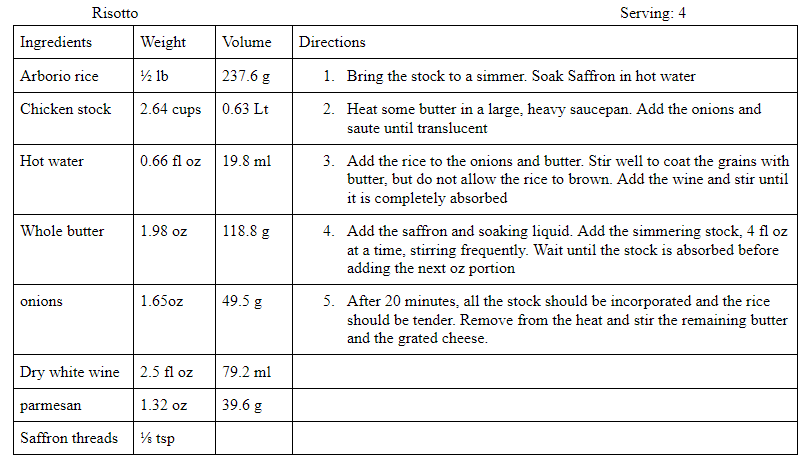 Risotto Serving: 4
Ingredients Weight Volume Directions
Arborio rice ½ lb 237.6 g 1. Bring the stock to a simmer. Soak Saffron in hot water
Chicken stock 2.64 cups 0.63 Lt 2. Heat some butter in a large, heavy saucepan. Add the onions and
saute until translucent
Hot water 0.66 fl oz 19.8 ml 3. Add the rice to the onions and butter. Stir well to coat the grains with
butter, but do not allow the rice to brown. Add the wine and stir until
it is completely absorbed
Whole butter 1.98 oz 118.8 g 4. Add the saffron and soaking liquid. Add the simmering stock, 4 fl oz
at a time, stirring frequently. Wait until the stock is absorbed before
adding the next oz portion
onions 1.65oz 49.5 g 5. After 20 minutes, all the stock should be incorporated and the rice
should be tender. Remove from the heat and stir the remaining butter
and the grated cheese.
Dry white wine 2.5 fl oz 79.2 ml
parmesan 1.32 oz 39.6 g
Saffron threads ⅛ tsp